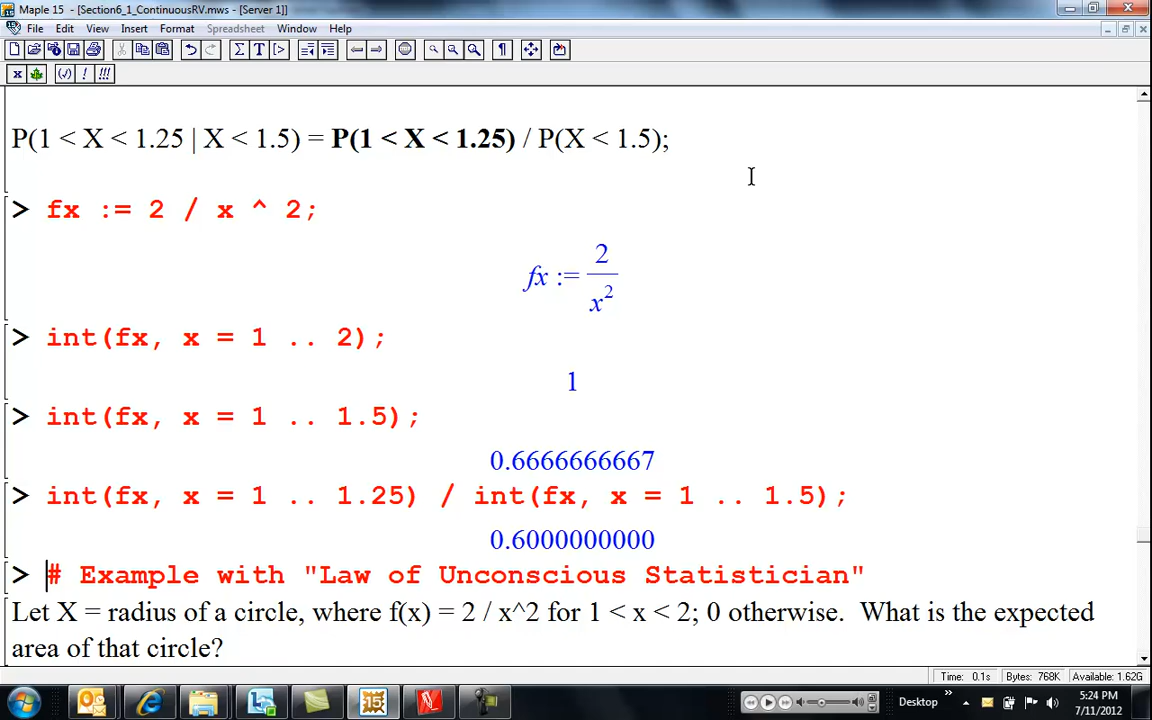 Maple 15 - [Section6_1_ContinuousRV.mws - [Server 1]]
File Edit View Insert Format Spreadsheet Window Help
P(1 < X < 1.25 | X < 1.5) = P(1 < X < 1.25) / P(X < 1.5);
> fx := 2 / x ^ 2;
fx := 2
x2
> int(fx, x = 1 .. 2);
1
> int(fx, x = 1 .. 1.5);
0.6666666667
> int(fx, x = 1 .. 1.25) / int(fx, x = 1 .. 1.5);
0.6000000000
> # Example with "Law of Unconscious Statistician"
Let X = radius of a circle, where f(x) = 2 / x^2 for 1 < x < 2; 0 otherwise. What is the expected
area of that circle?
Time: 0.1s Bytes: 768K Available: 1.62G
Desktop
5:24 PM
7/11/2012